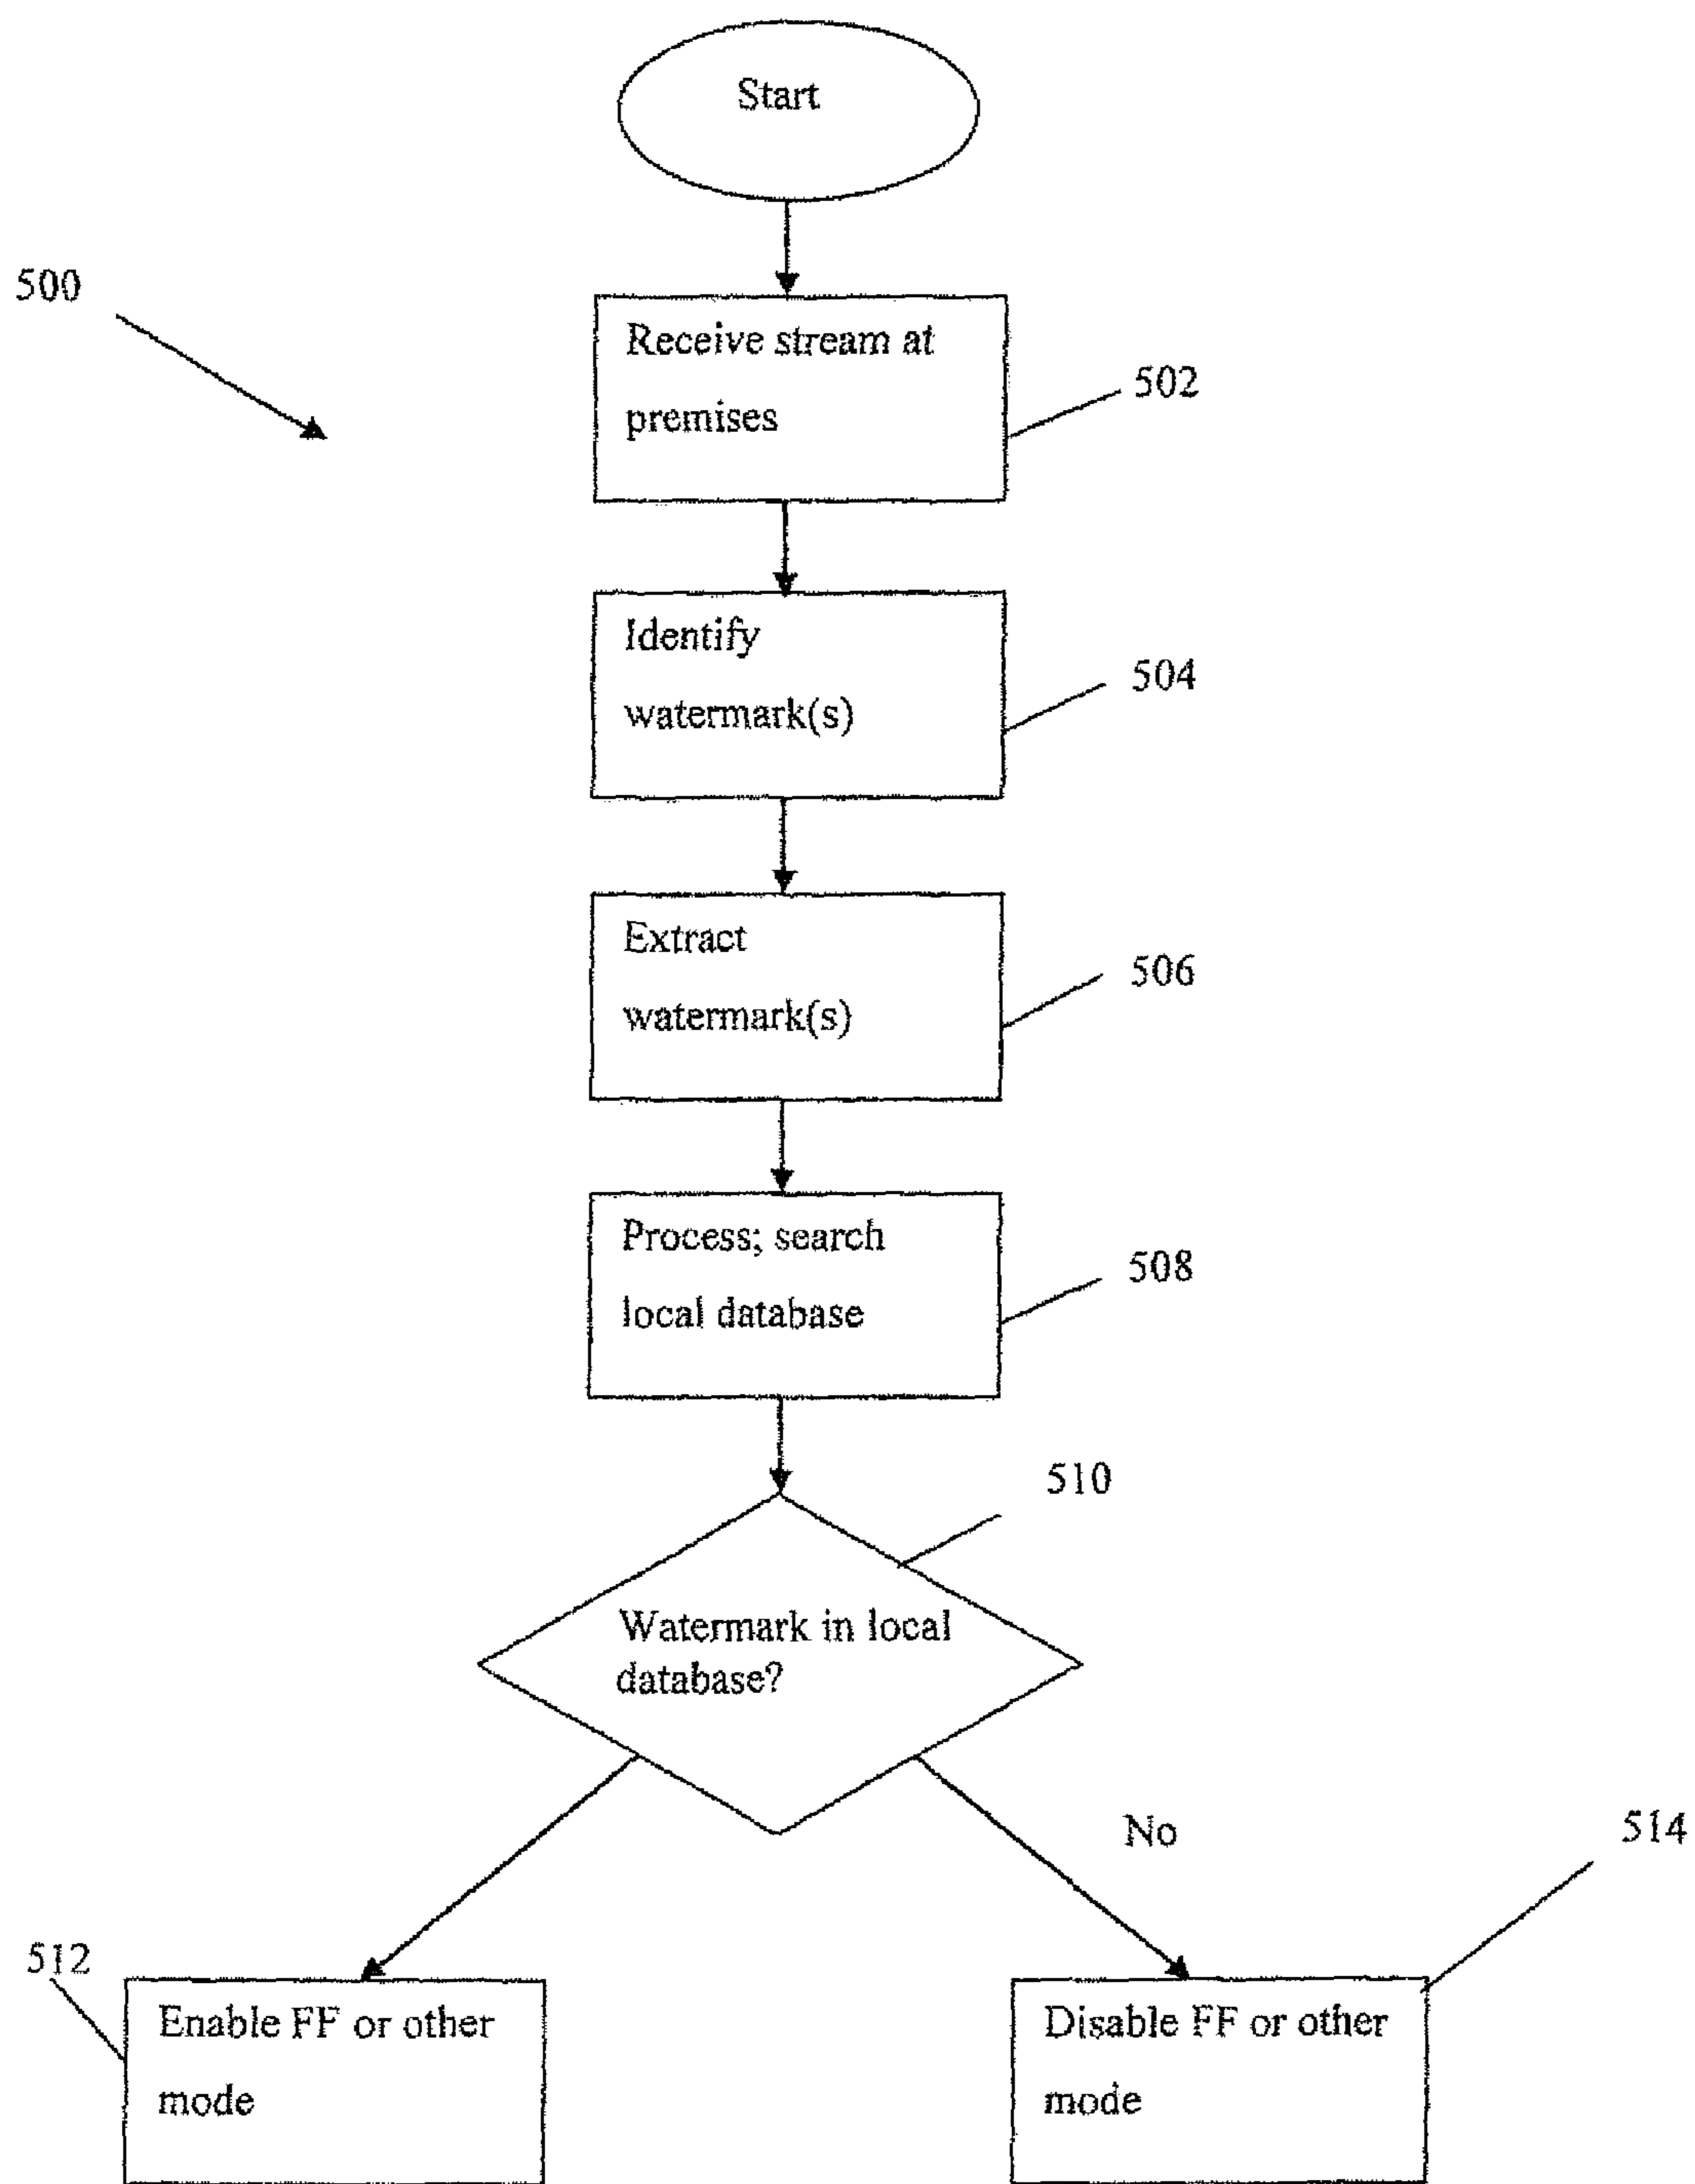 Start
500
Receive stream at
premises
502
Identify
watermark(s)
504
Extract
watermark(s)
506
Process; search
local database
508
510
Watermark in local
database?
No
514
512
Enable FF or other
mode
Disable FF or other
mode